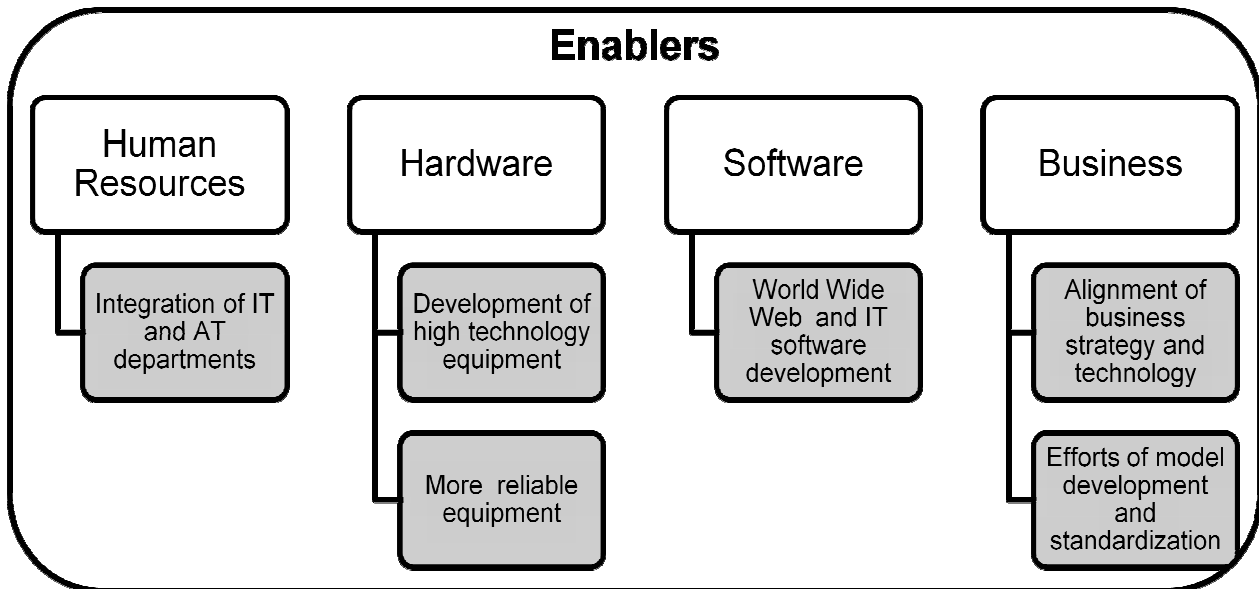 Enablers
Human
Resources
Integration of IT
and AT
departments
Hardware
Development of
high technology
equipment
More reliable
equipment
Software
World Wide
Web and IT
software
development
Business
Alignment of
business
strategy and
technology
Efforts of model
development
and
standardization